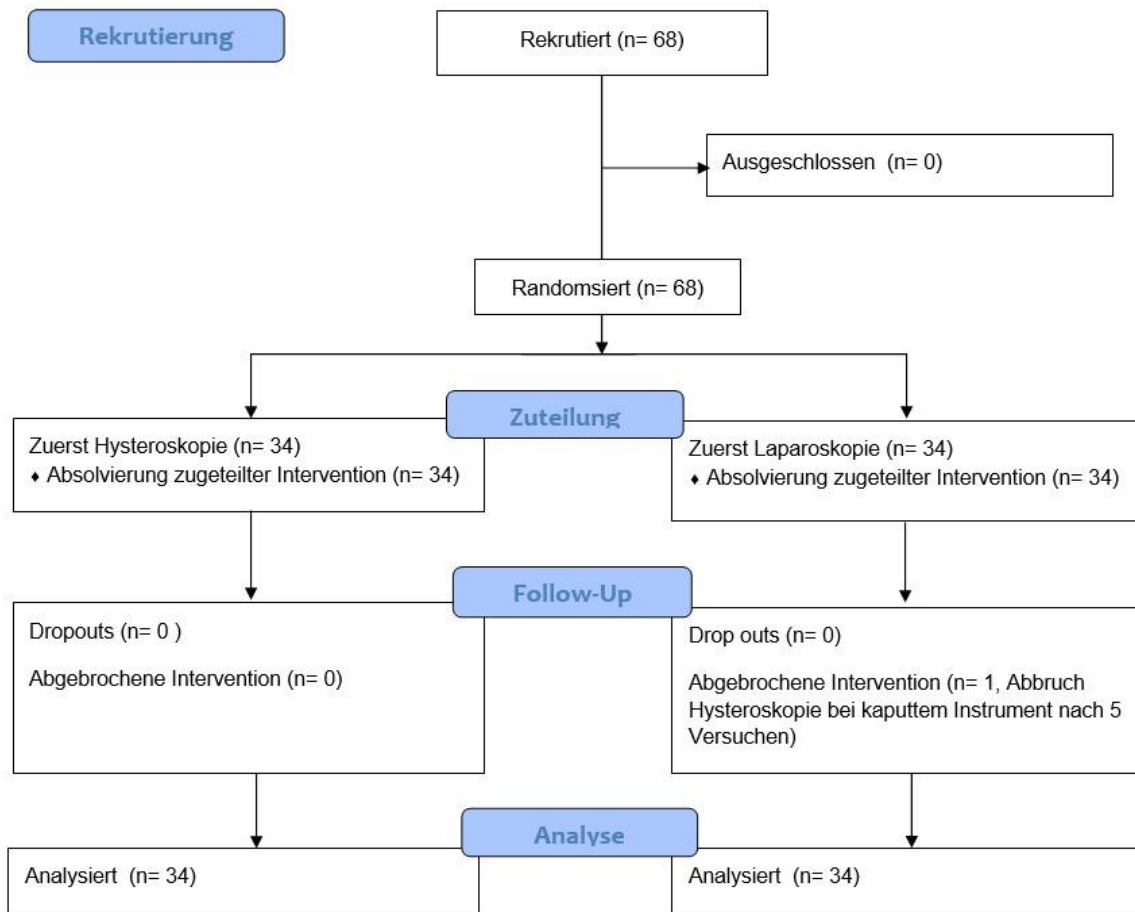 Rekrutierung
Rekrutiert (n= 68)
Ausgeschlossen (n= 0)
Randomsiert (n= 68)
Zuteilung
Zuerst Hysteroskopie (n= 34)
♦ Absolvierung zugeteilter Intervention (n= 34)
Zuerst Laparoskopie (n= 34)
♦ Absolvierung zugeteilter Intervention (n= 34)
Follow-Up
Dropouts (n= 0 )
Abgebrochene Intervention (n= 0)
Drop outs (n= 0)
Abgebrochene Intervention (n= 1, Abbruch
Hysteroskopie bei kaputtem Instrument nach 5
Versuchen)
Analyse
Analysiert (n= 34)
Analysiert (n= 34)